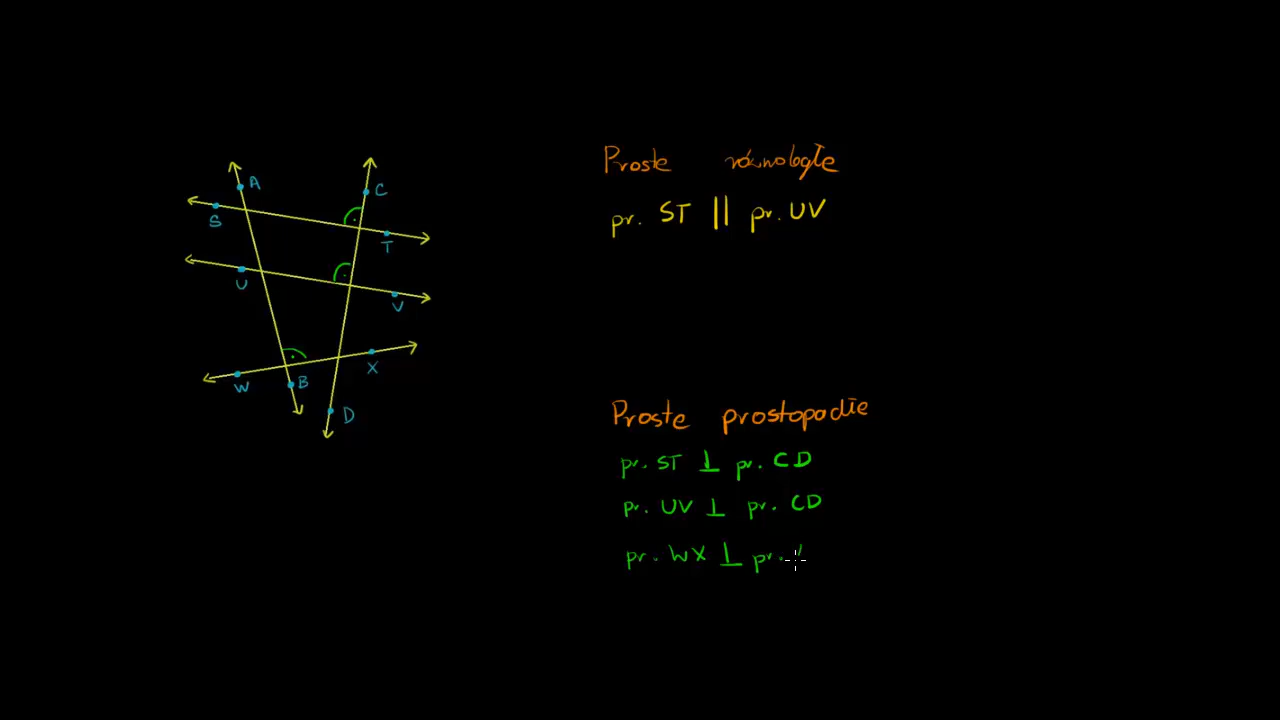 A
C
S
T
U
V
W
B
X
D
Proste równoległe
pr. ST || pr. UV
Proste prostopadłe
pr. ST ⊥ pr. CD
pr. UV ⊥ pr. CD
pr. WX ⊥ pr.